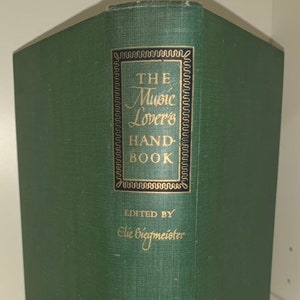 THE
Music
Lover's
HAND-
BOOK
EDITED BY
Elie Siegmeister